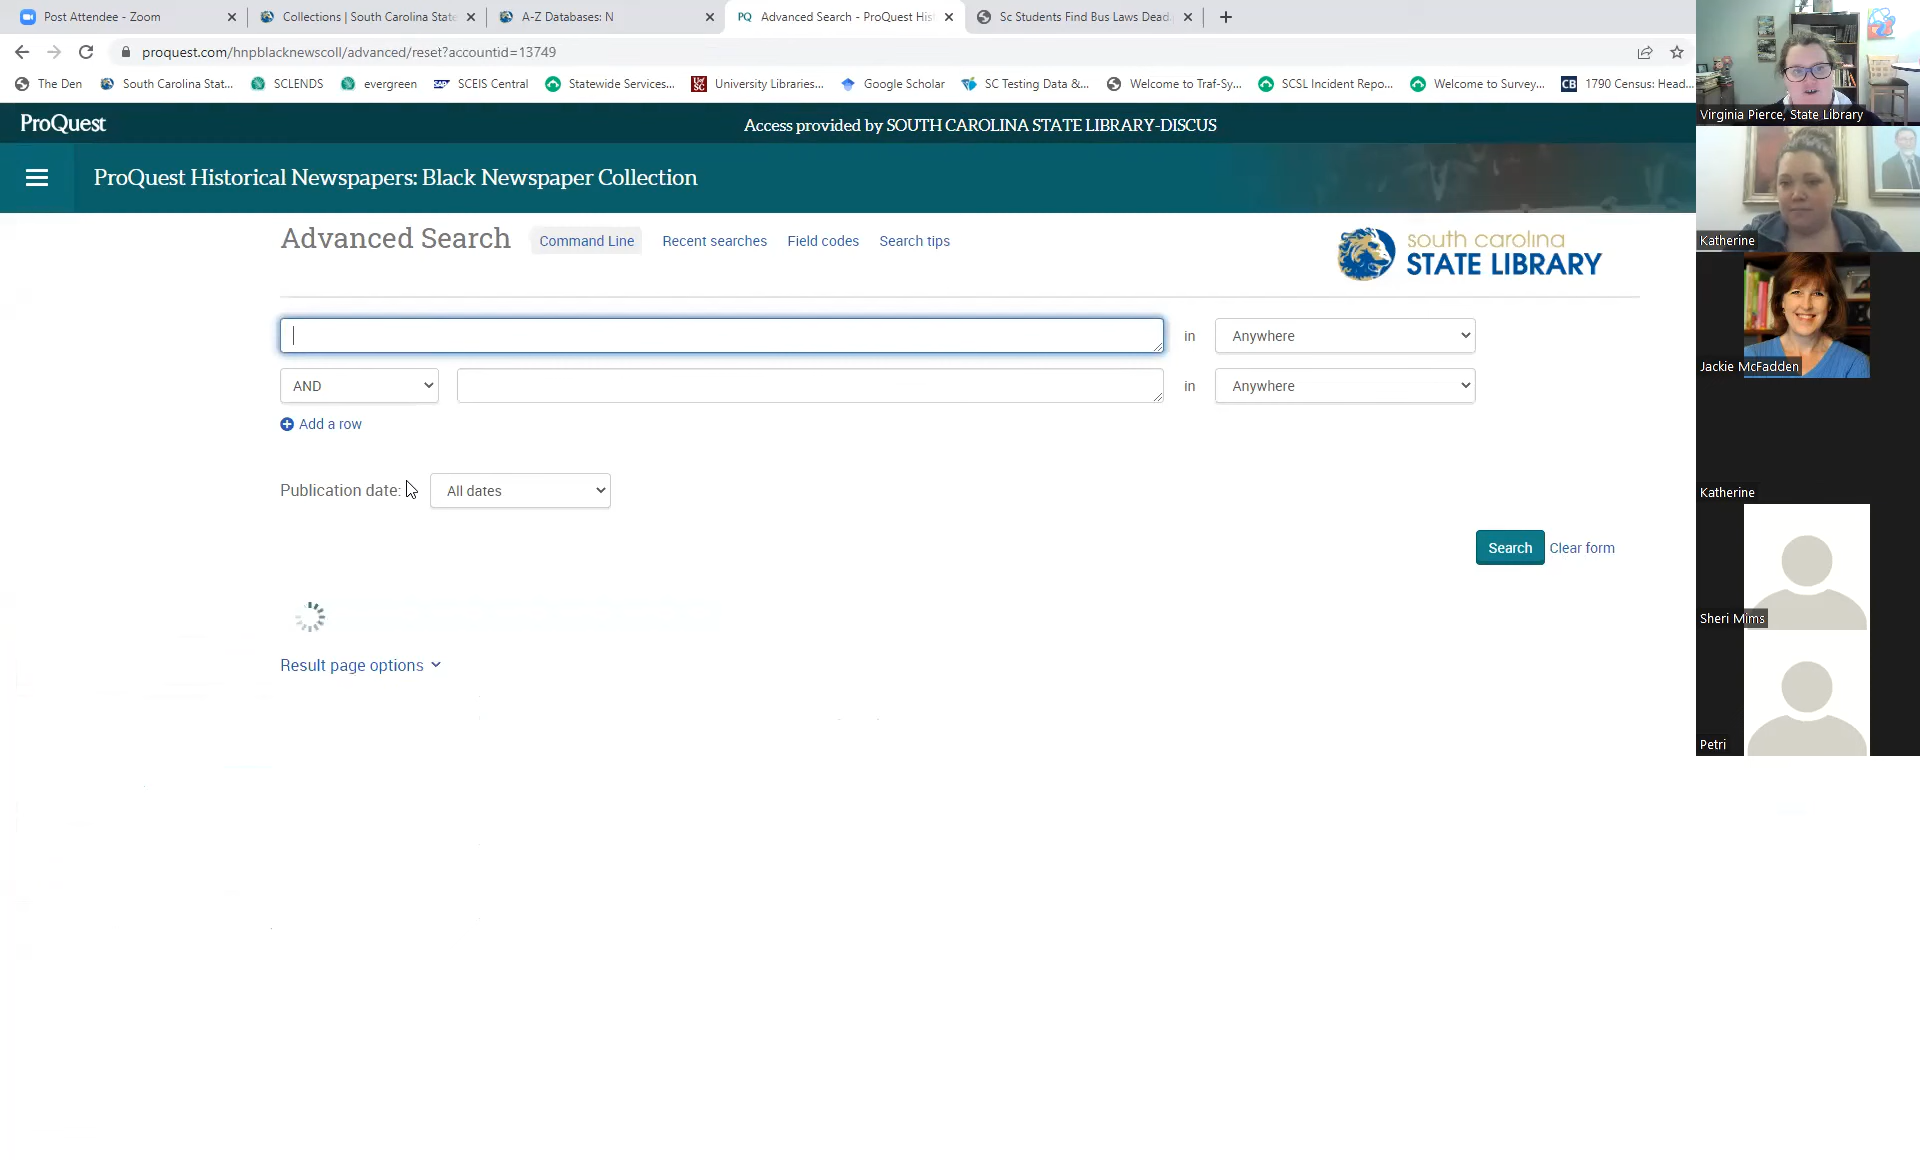 Post Attendee - Zoom
Collections | South Carolina State
A-Z Databases: N
PQ Advanced Search - ProQuest His
Sc Students Find Bus Laws Dead.
proquest.com/hnpblacknewscoll/advanced/reset?accountid=13749
The Den
South Carolina Stat...
SCLENDS
evergreen
SCEIS Central
Statewide Services...
University Libraries...
Google Scholar
SC Testing Data &...
Welcome to Traf-Sy...
SCSL Incident Repo...
Welcome to Survey...
CB 1790 Census: Head...
ProQuest
Access provided by SOUTH CAROLINA STATE LIBRARY-DISCUS
ProQuest Historical Newspapers: Black Newspaper Collection
Advanced Search
Command Line
Recent searches
Field codes
Search tips
south carolina
STATE LIBRARY
in
Anywhere
AND
in
Anywhere
Add a row
Publication date:
All dates
Search
Clear form
Result page options
Virginia Pierce, State Library
Katherine
Jackie McFadden
Katherine
Sheri Mims
Petri